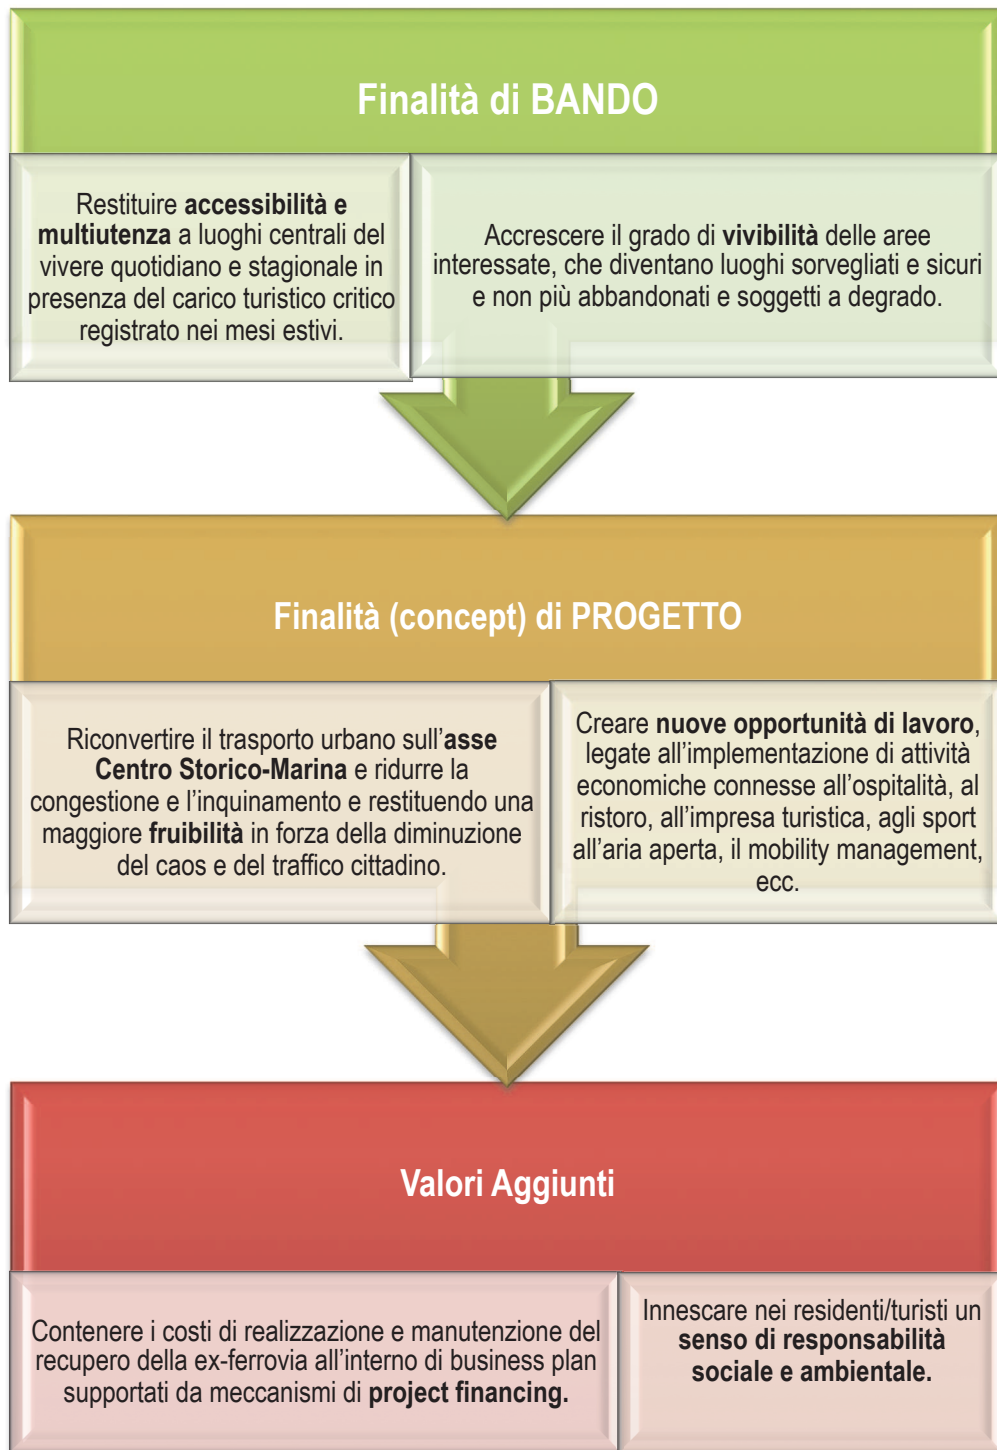 Finalità di BANDO
Restituire accessibilità e
multiutenza a luoghi centrali del
vivere quotidiano e stagionale in
presenza del carico turistico critico
registrato nei mesi estivi.
Accrescere il grado di vivibilità delle aree
interessate, che diventano luoghi sorvegliati e sicuri
e non più abbandonati e soggetti a degrado.
Finalità (concept) di PROGETTO
Riconvertire il trasporto urbano sull’asse
Centro Storico-Marina e ridurre la
congestione e l’inquinamento e restituendo una
maggiore fruibilità in forza della diminuzione
del caos e del traffico cittadino.
Creare nuove opportunità di lavoro,
legate all’implementazione di attività
economiche connesse all’ospitalità, al
ristoro, all’impresa turistica, agli sport
all’aria aperta, il mobility management,
ecc.
Valori Aggiunti
Contenere i costi di realizzazione e manutenzione del
recupero della ex-ferrovia all’interno di business plan
supportati da meccanismi di project financing.
Innescare nei residenti/turisti un
senso di responsabilità
sociale e ambientale.